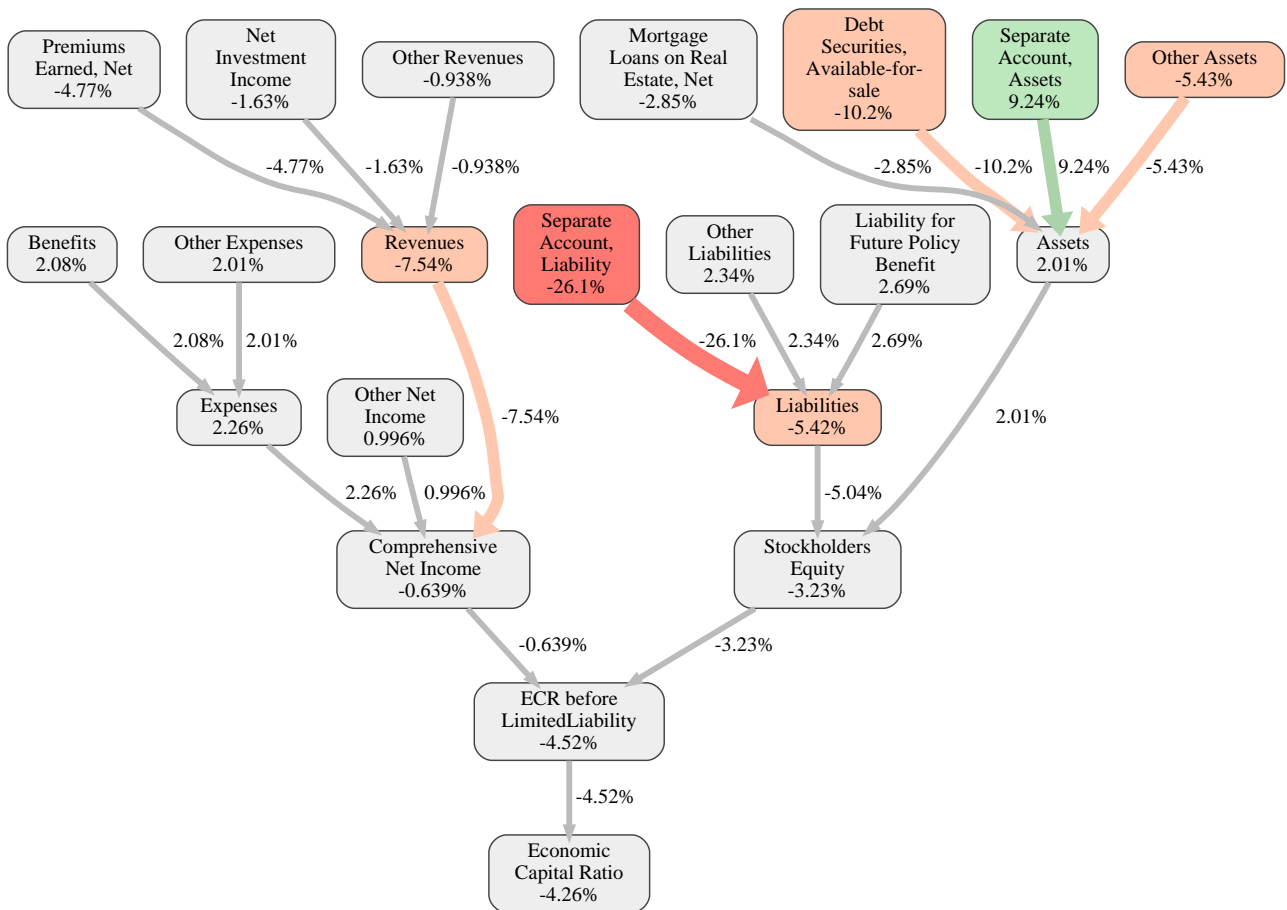 Premiums
Earned, Net
-4.77%
Net
Investment
Income
-1.63%
Other Revenues
-0.938%
Mortgage
Loans on Real
Estate, Net
-2.85%
Debt
Securities,
Available-for-
sale
-10.2%
Separate
Account,
Assets
9.24%
Other Assets
-5.43%
-4.77%
-1.63%
-0.938%
-2.85%
-10.2%
9.24%
-5.43%
Benefits
2.08%
Other Expenses
2.01%
Revenues
-7.54%
Separate
Account,
Liability
-26.1%
Other
Liabilities
2.34%
Liability for
Future Policy
Benefit
2.69%
Assets
2.01%
2.08%
2.01%
-26.1%
2.34%
2.69%
Expenses
2.26%
Other Net
Income
0.996%
-7.54%
Liabilities
-5.42%
2.01%
2.26%
0.996%
-5.04%
Comprehensive
Net Income
-0.639%
Stockholders
Equity
-3.23%
-0.639%
-3.23%
ECR before
LimitedLiability
-4.52%
-4.52%
Economic
Capital Ratio
-4.26%